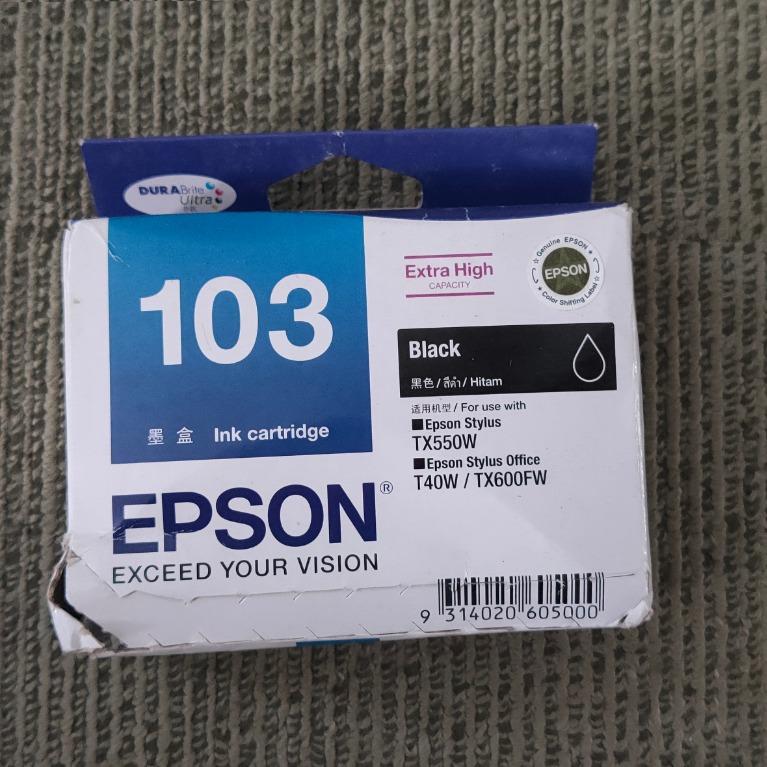 DURABrite
Ultra
103
墨盒 Ink cartridge
EPSON®
EXCEED YOUR VISION
Extra High
CAPACITY
Genuine EPSON
EPSON
Color Shifting Label
Black
黑色/สีดำ/Hitam
适用机型/For use with
■Epson Stylus
TX550W
■Epson Stylus Office
T40W / TX600FW
9 314020 605000